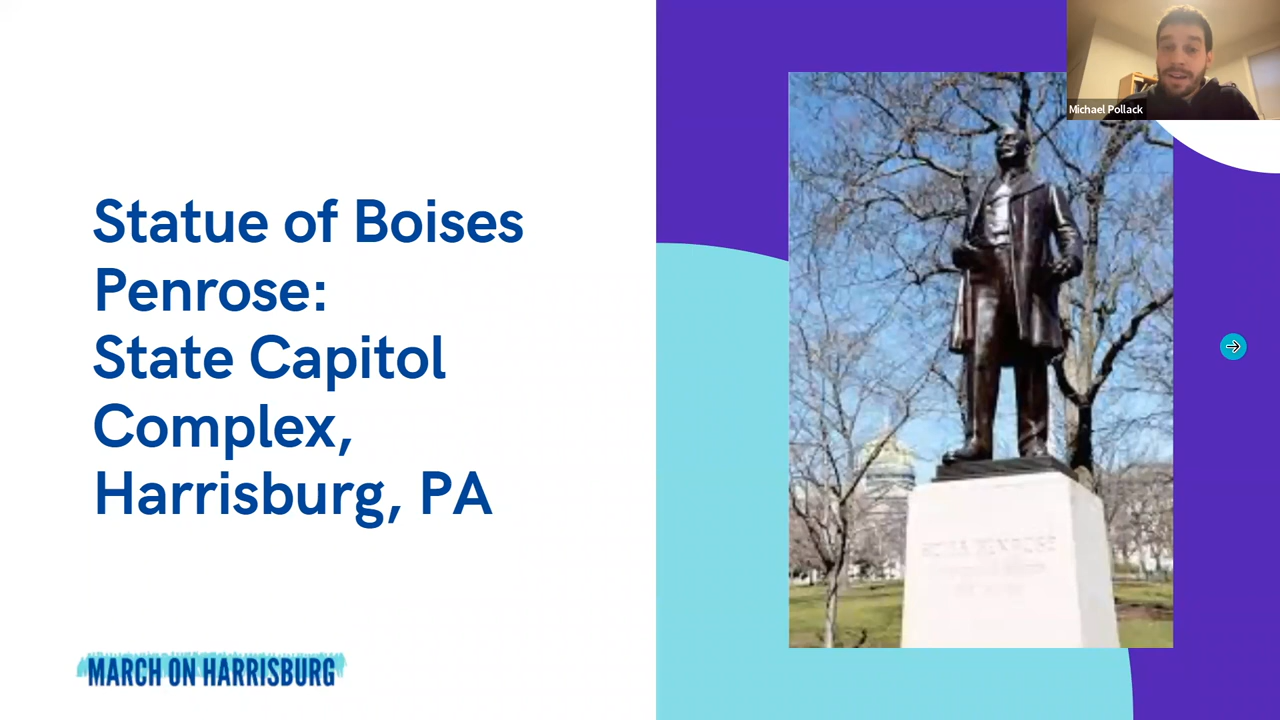 Statue of Boises
Penrose:
State Capitol
Complex,
Harrisburg, PA
MARCH ON HARRISBURG
Michael Pollack